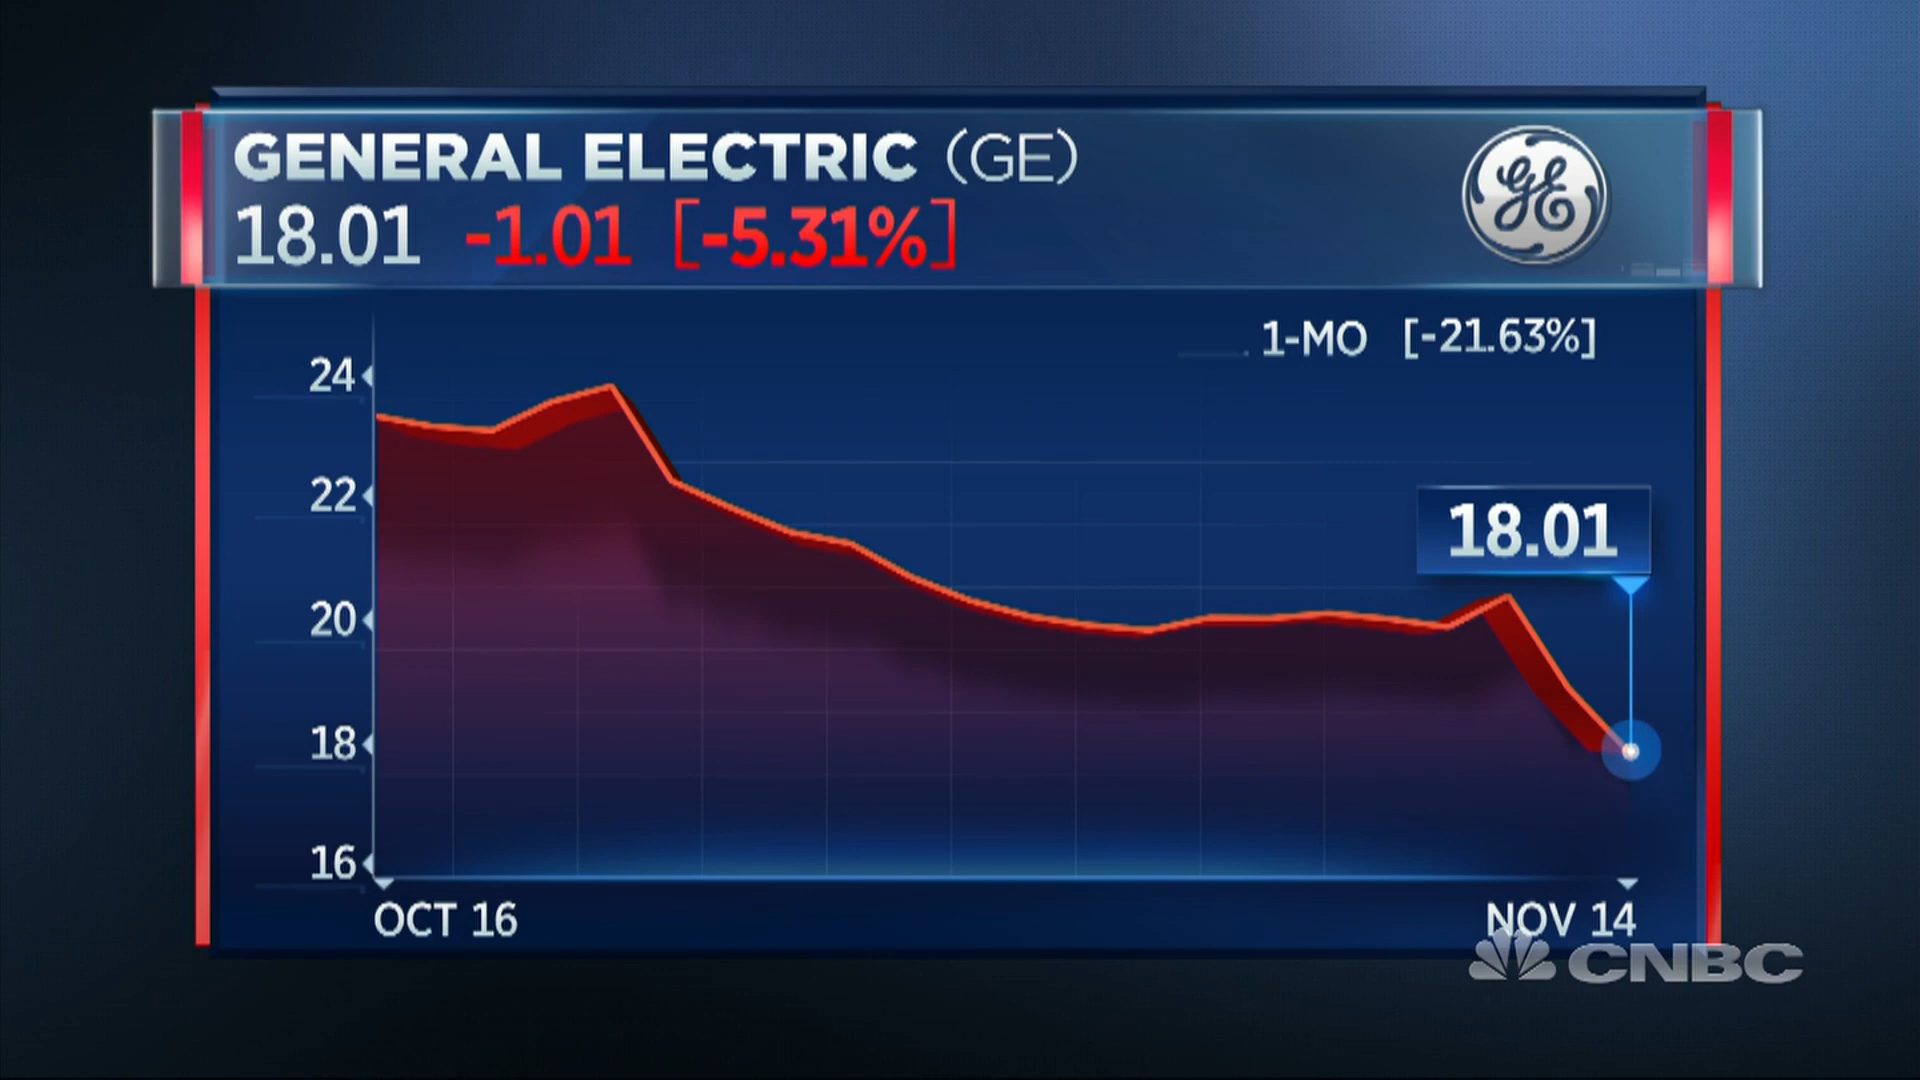 GENERAL ELECTRIC (GE)
18.01 -1.01 [-5.31%]
GE
1-MO [-21.63%]
24
22
20
18
16
18.01
OCT 16
NOV 14
CNBC